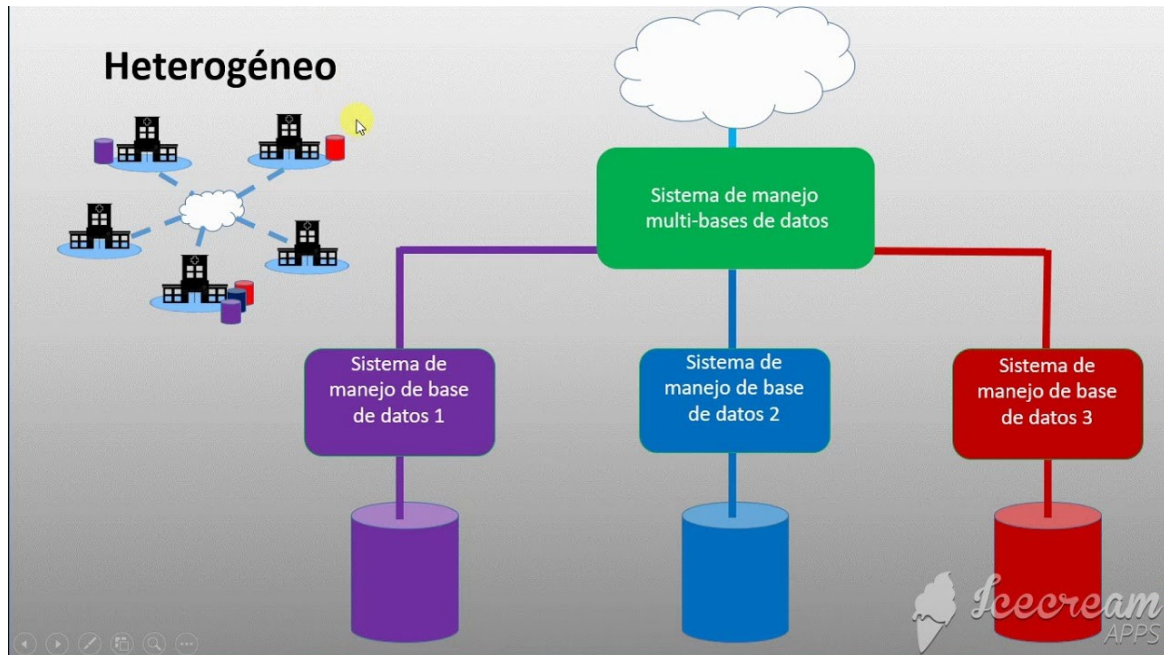 Heterogéneo
Sistema de manejo
multi-bases de datos
Sistema de
manejo de base
de datos 1
Sistema de
manejo de base
de datos 2
Sistema de
manejo de base
de datos 3
Icecream
APPS